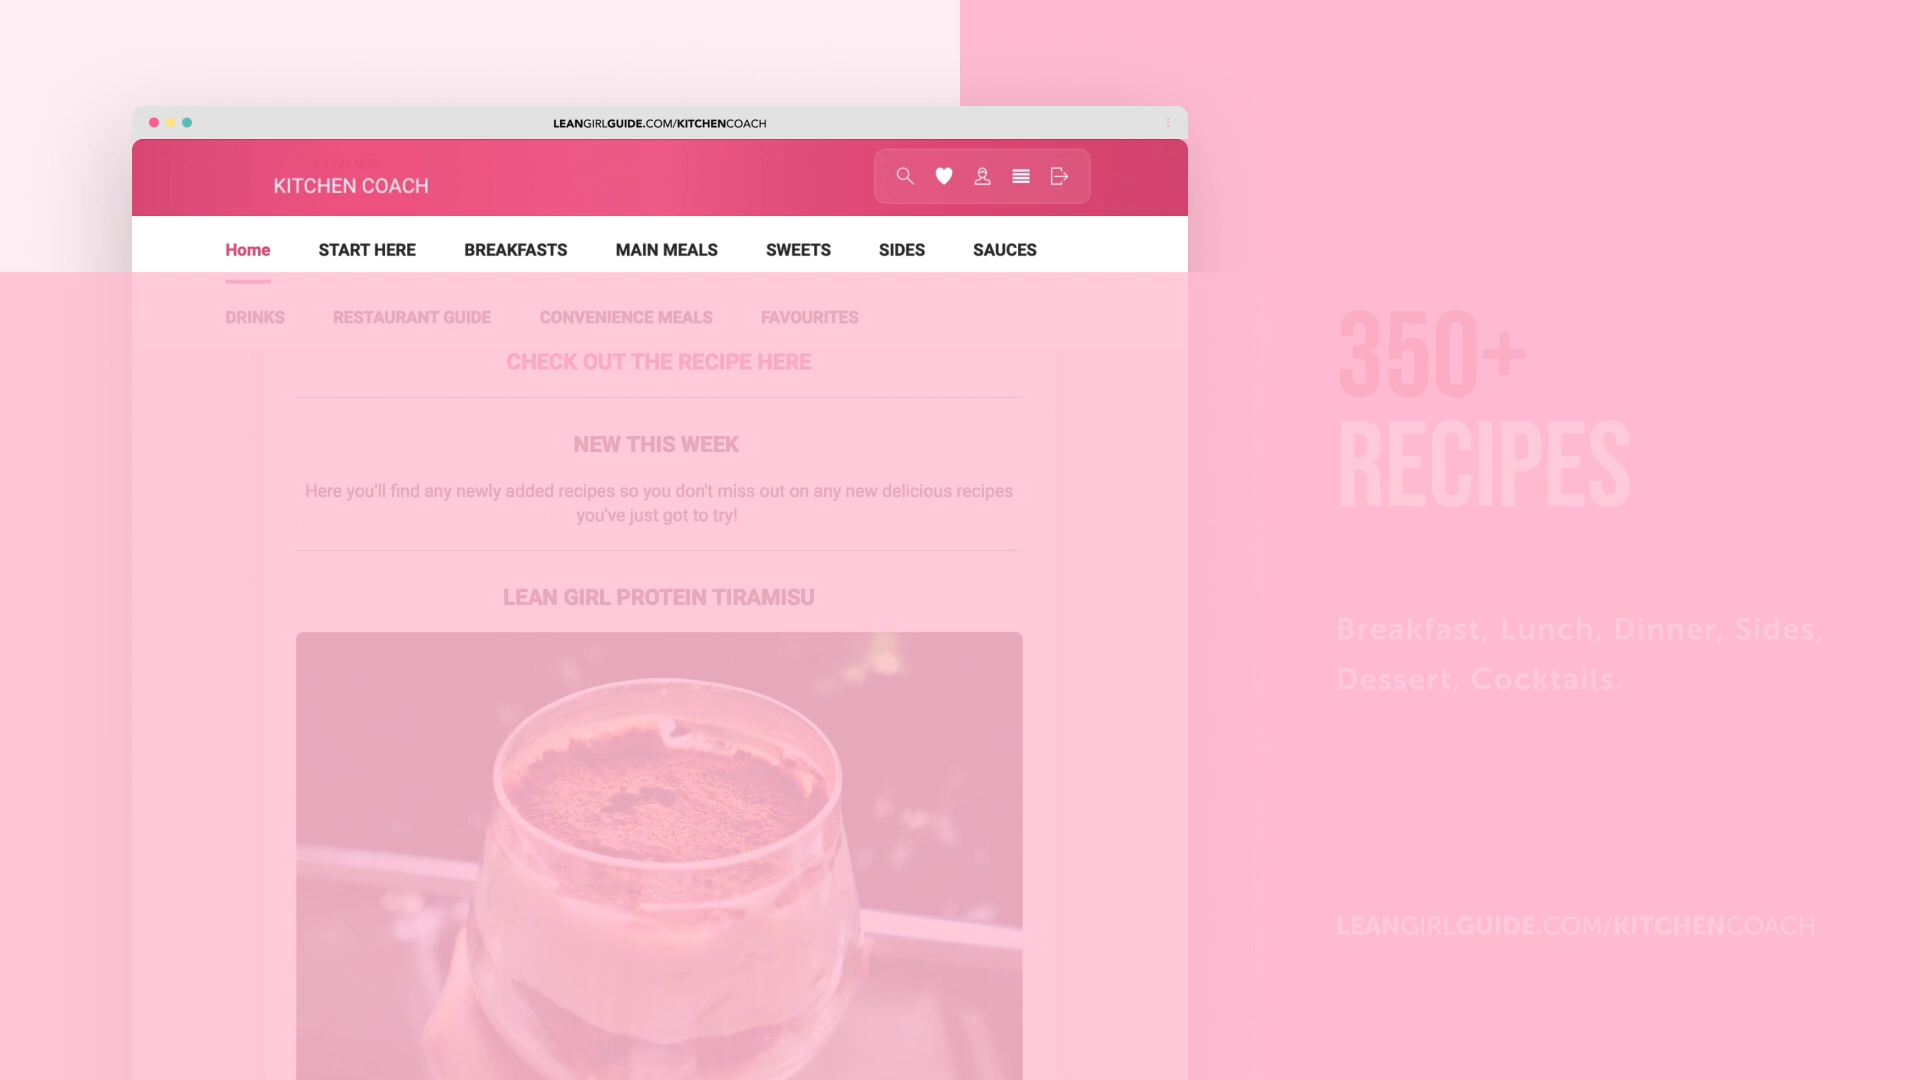 LEANGIRLGUIDE.COM/KITCHENCOACH
KITCHEN COACH
Home START HERE BREAKFASTS MAIN MEALS SWEETS SIDES SAUCES
DRINKS RESTAURANT GUIDE CONVENIENCE MEALS FAVOURITES
CHECK OUT THE RECIPE HERE
NEW THIS WEEK
Here you'll find any newly added recipes so you don't miss out on any new delicious recipes
you've just got to try!
LEAN GIRL PROTEIN TIRAMISU
350+
RECIPES
Breakfast, Lunch, Dinner, Sides,
Dessert, Cocktails.
LEANGIRLGUIDE.COM/KITCHENCOACH